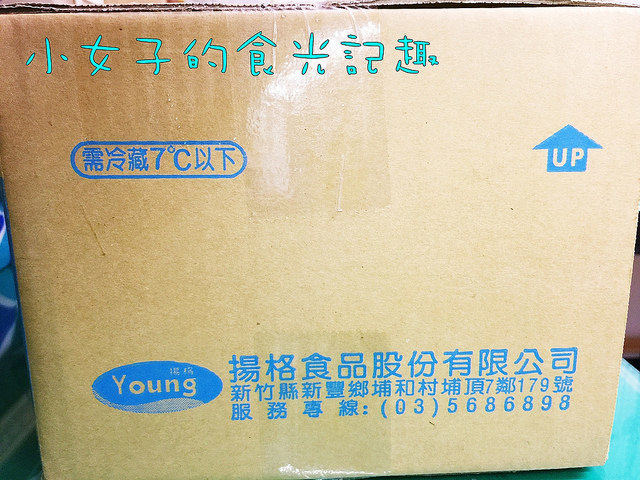 小女子的食光記趣
需冷藏7℃以下
UP
揚格
Young
揚格食品股份有限公司
新竹縣新豐鄉埔和村埔頂7鄰179號
服務專線:(03)5686898